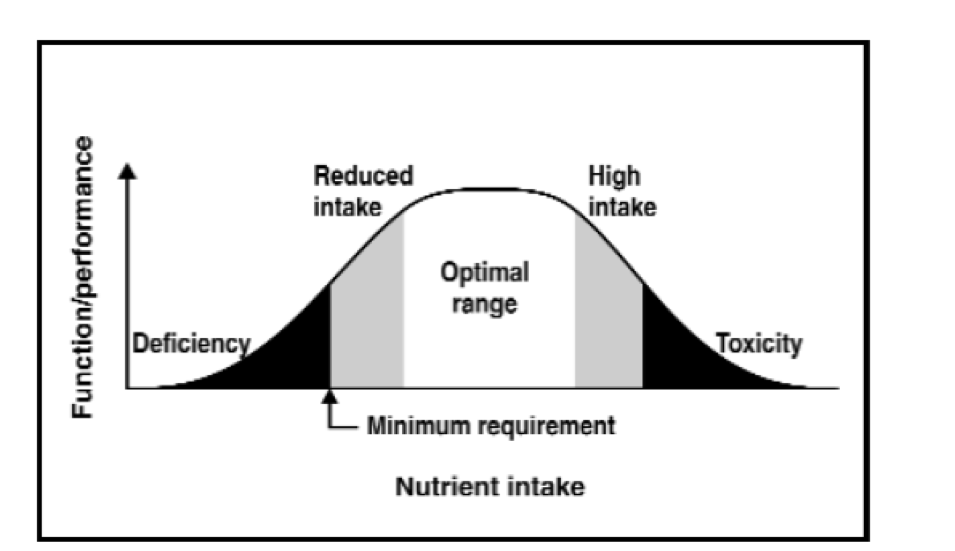 Function/performance
Reduced
intake
High
intake
Optimal
range
Deficiency
Toxicity
Minimum requirement
Nutrient intake